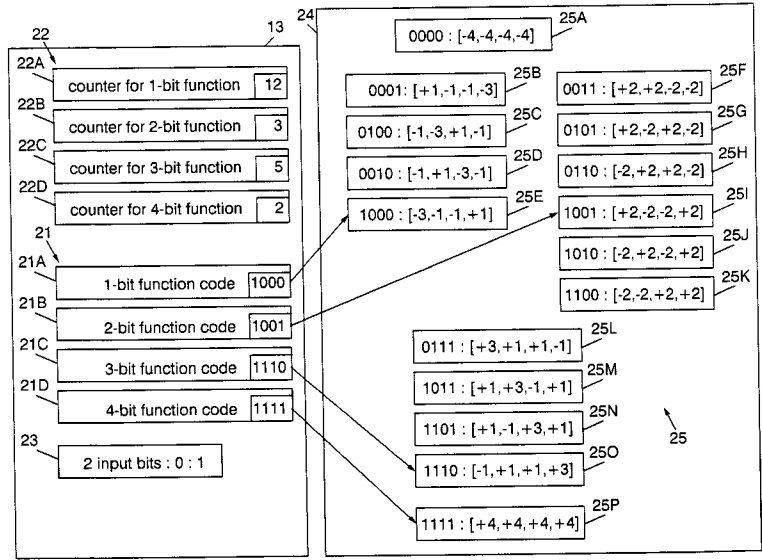 13
22
22A
counter for 1-bit function 12
22B
counter for 2-bit function 3
22C
counter for 3-bit function 5
22D
counter for 4-bit function 2
21
21A
1-bit function code 1000
21B
2-bit function code 1001
21C
3-bit function code 1110
21D
4-bit function code 1111
23
2 input bits : 0 : 1
24
25A
0000 : [-4,-4,-4,-4]
25B
0001: [+1,-1,-1,-3]
25C
0100 : [-1,-3,+1,-1]
25D
0010 : [-1,+1,-3,-1]
25E
1000 : [-3,-1,-1,+1]
25F
0011 : [+2,+2,-2,-2]
25G
0101 : [+2,-2,+2,-2]
25H
0110 : [-2,+2,+2,-2]
25I
1001 : [+2,-2,-2,+2]
25J
1010 : [-2,+2,-2,+2]
25K
1100 : [-2,-2,+2,+2]
25L
0111 : [+3,+1,+1,-1]
25M
1011 : [+1,+3,-1,+1]
25N
1101 : [+1,-1,+3,+1]
25O
1110 : [-1,+1,+1,+3]
25P
1111 : [+4,+4,+4,+4]
25